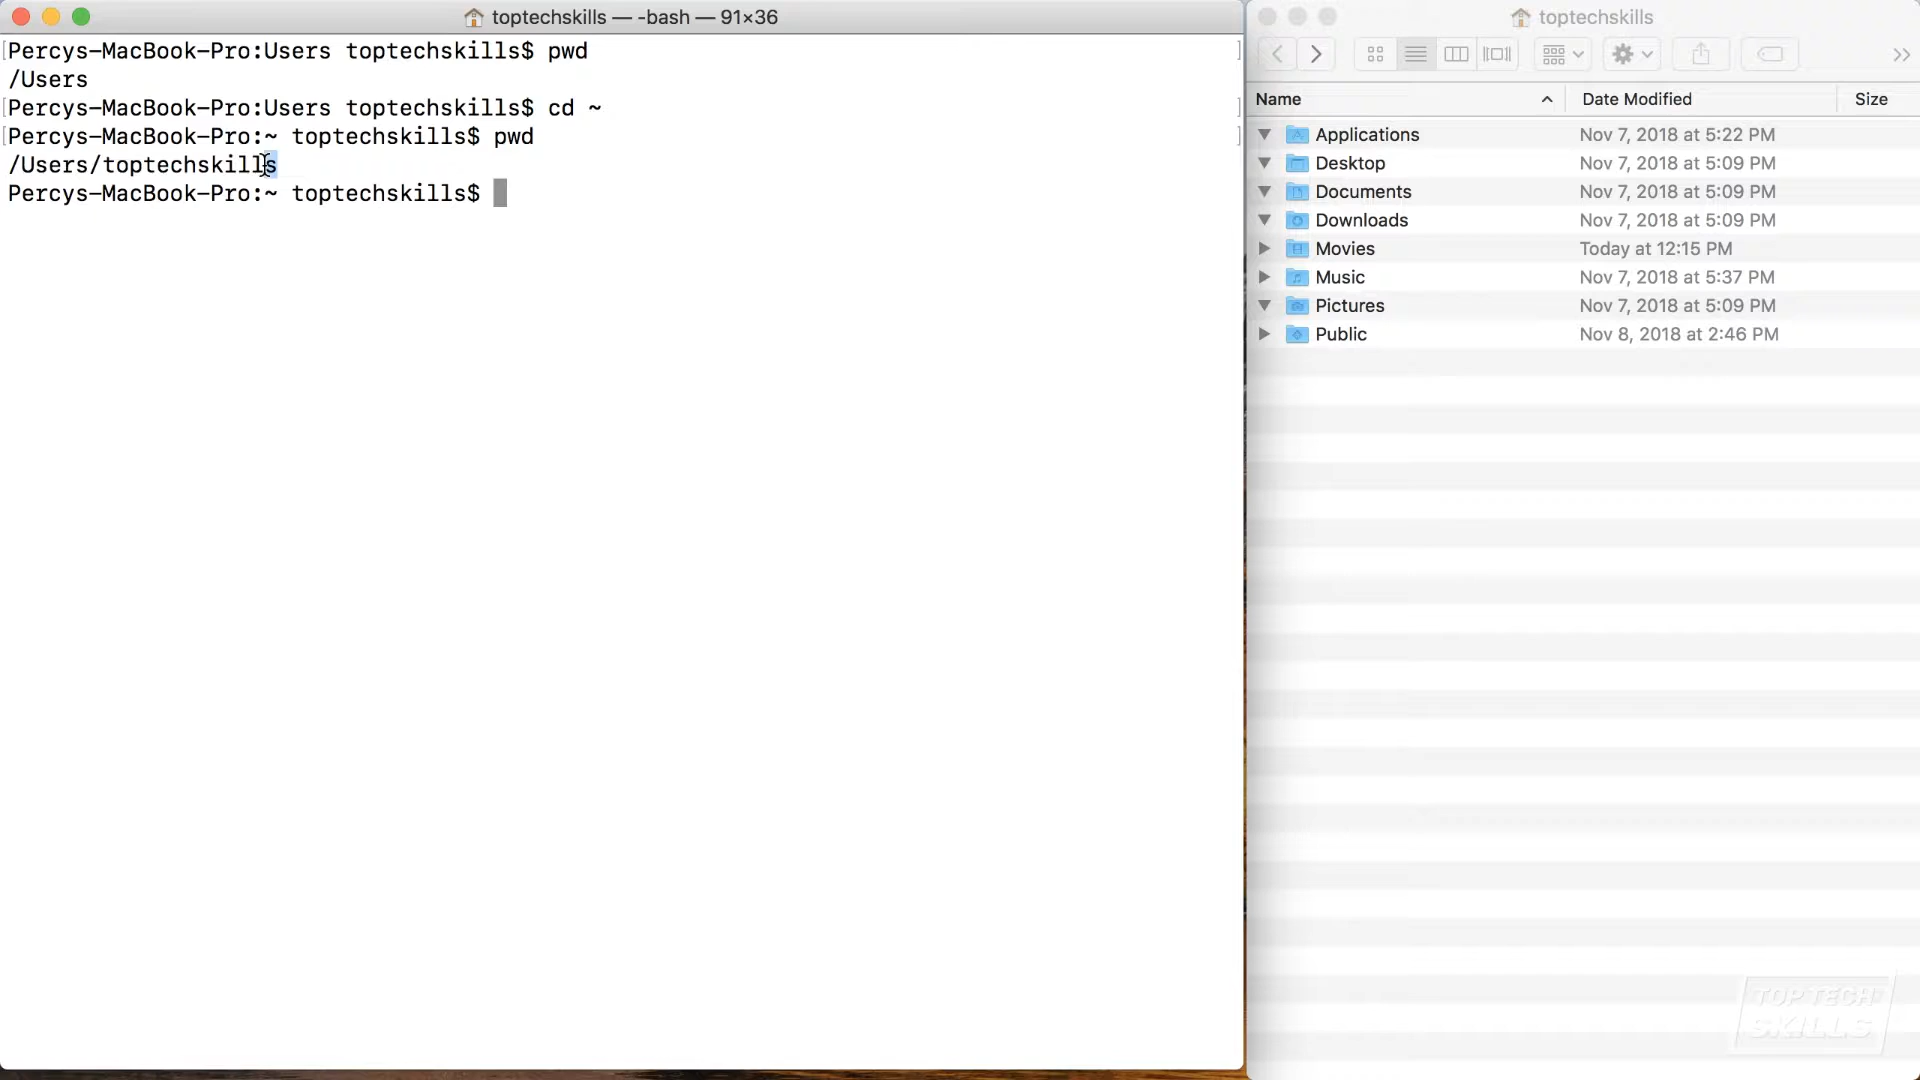 toptechskills — -bash — 91×36
Percys-MacBook-Pro:Users toptechskills$ pwd
/Users
Percys-MacBook-Pro:Users toptechskills$ cd ~
Percys-MacBook-Pro:~ toptechskills$ pwd
/Users/toptechskills
Percys-MacBook-Pro:~ toptechskills$
toptechskills
Name Date Modified Size
Applications Nov 7, 2018 at 5:22 PM
Desktop Nov 7, 2018 at 5:09 PM
Documents Nov 7, 2018 at 5:09 PM
Downloads Nov 7, 2018 at 5:09 PM
Movies Today at 12:15 PM
Music Nov 7, 2018 at 5:37 PM
Pictures Nov 7, 2018 at 5:09 PM
Public Nov 8, 2018 at 2:46 PM
TOP TECH
SKILLS